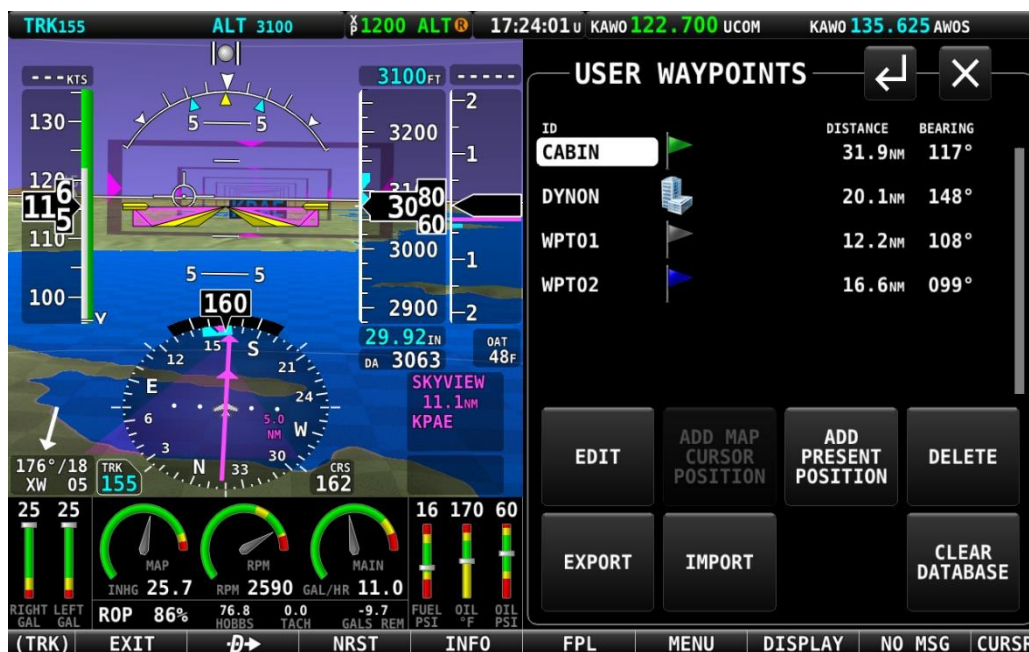 TRK155 ALT 3100 XP1200 ALT R 17:24:01U KAWO 122.700 UCOM KAWO 135.625 AWOS
---KTS
3100FT -----
130
120
116
5
110
100
V
5 5
5 5
KPAE
3200
3180
3080
60
3000
2900
2
1
1
2
160
29.92IN
DA 3063
OAT
48F
SKYVIEW
11.1NM
KPAE
12 15 S 21 24 W 30 33 N 3 6 E
5.0
NM
176°/18
XW 05
TRK
155
CRS
162
USER WAYPOINTS
ID DISTANCE BEARING
CABIN 31.9NM 117°
DYNON 20.1NM 148°
WPT01 12.2NM 108°
WPT02 16.6NM 099°
EDIT
ADD MAP
CURSOR
POSITION
ADD
PRESENT
POSITION
DELETE
EXPORT
IMPORT
CLEAR
DATABASE
25 25
RIGHT LEFT
GAL GAL
MAP
INHG 25.7
RPM
RPM 2590
MAIN
GAL/HR 11.0
16 170 60
FUEL OIL OIL
PSI °F PSI
ROP 86%
76.8 0.0 -9.7
HOBBS TACH GALS REM
(TRK) EXIT -D→ NRST INFO FPL MENU DISPLAY NO MSG CURSR